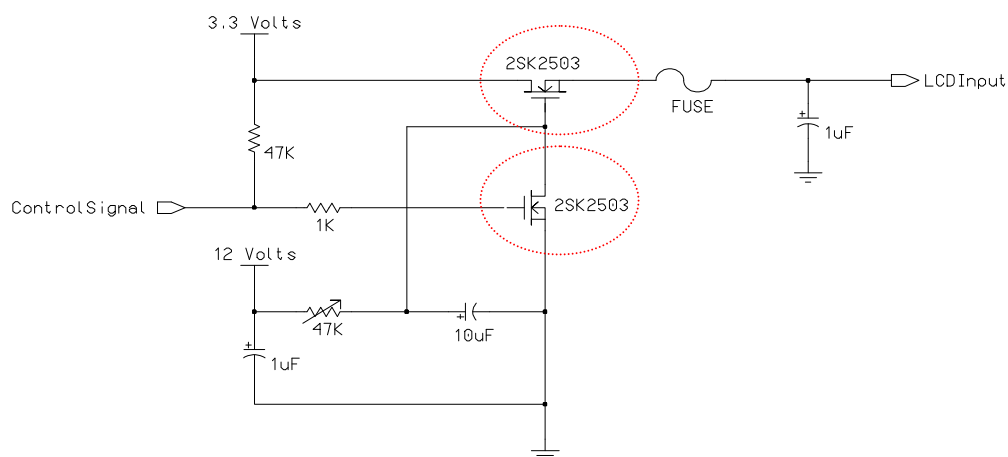 3.3 Volts
2SK2503
FUSE
LCDInput
+
1uF
47K
ControlSignal
1K
2SK2503
12 Volts
47K
+
10uF
+
1uF